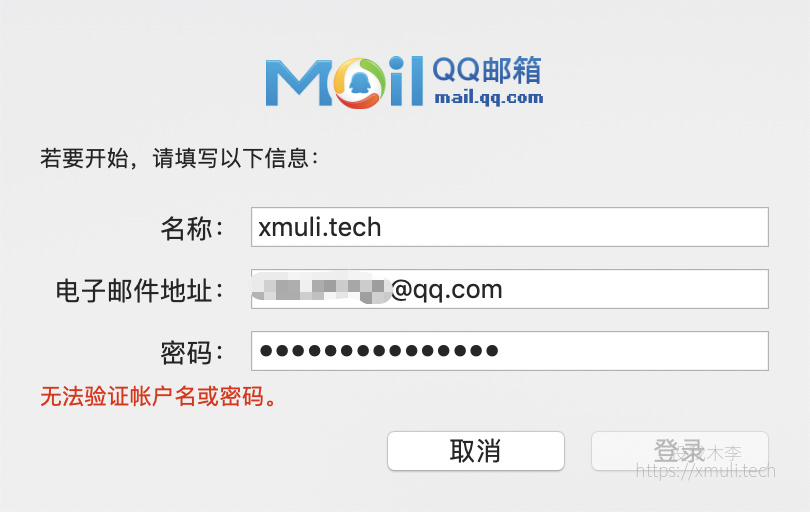 Mail QQ邮箱
mail.qq.com
若要开始，请填写以下信息：
名称： xmuli.tech
电子邮件地址： @qq.com
密码： ●●●●●●●●●●●●●●●
无法验证帐户名或密码。
取消 登录
木李
https://xmuli.tech